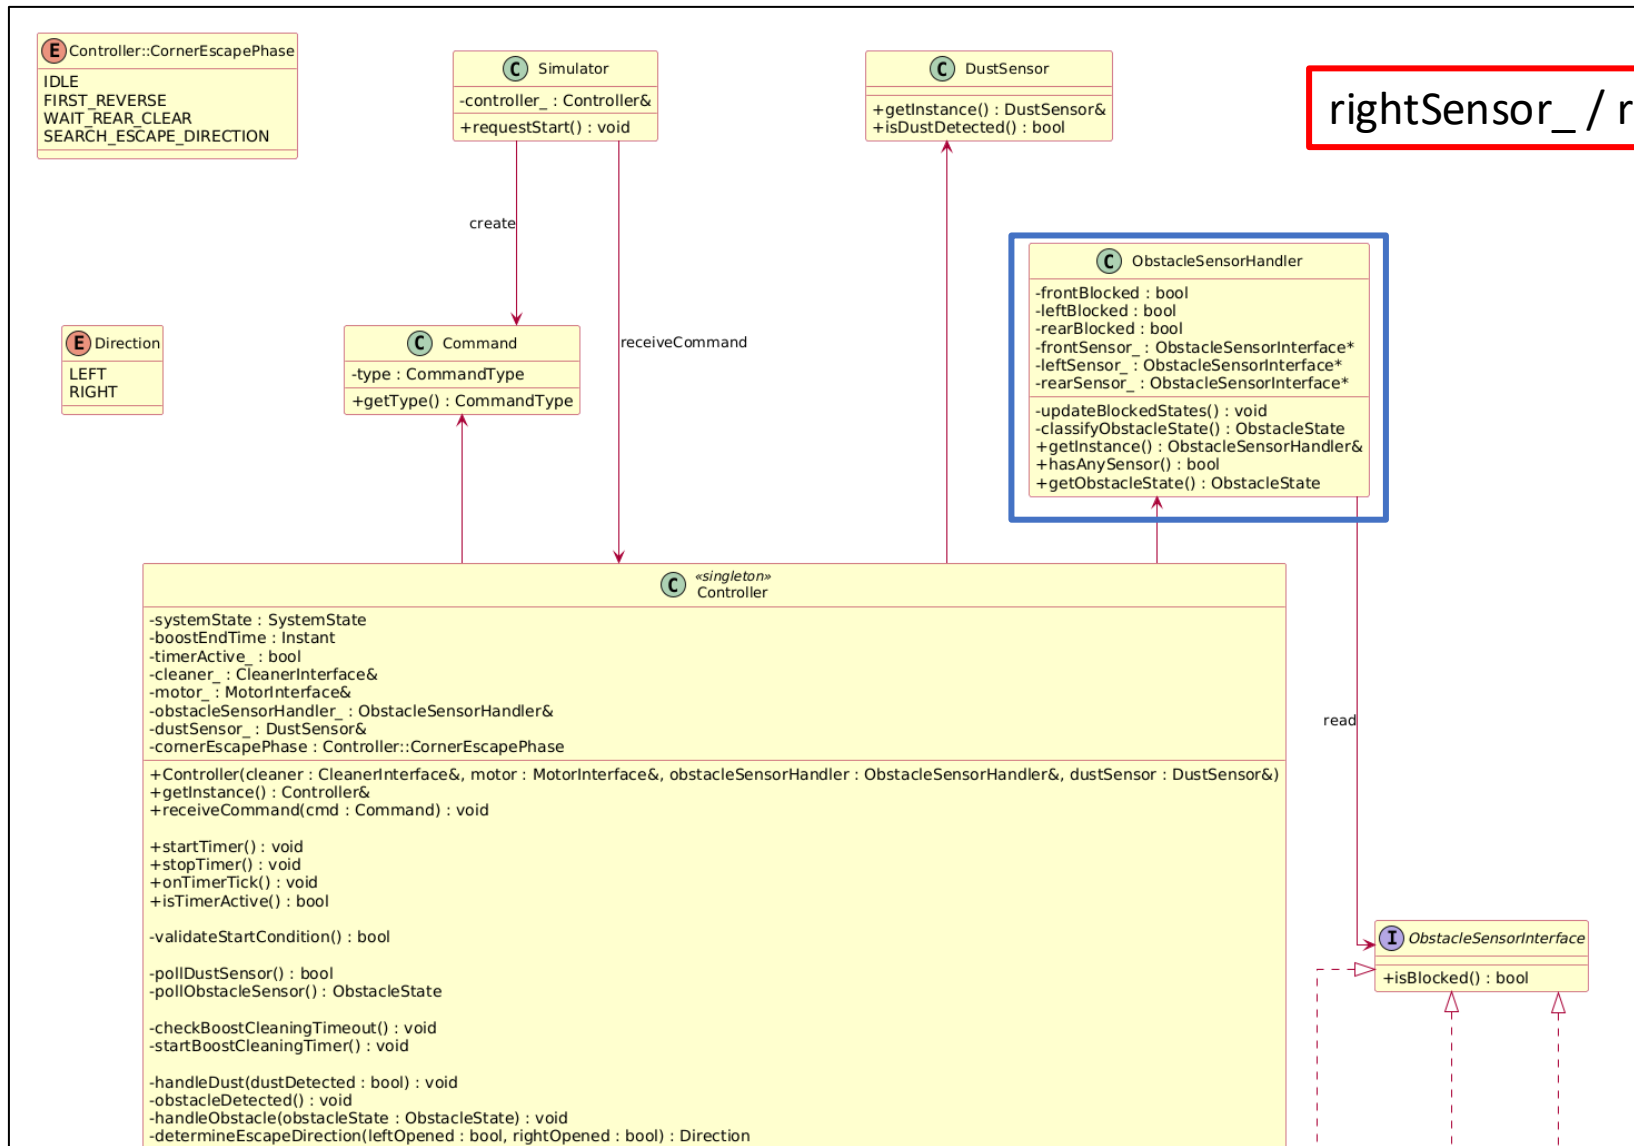 E Controller::CornerEscapePhase
IDLE
FIRST_REVERSE
WAIT_REAR_CLEAR
SEARCH_ESCAPE_DIRECTION
C Simulator
-controller_ : Controller&
+requestStart() : void
C DustSensor
+getInstance() : DustSensor&
+isDustDetected() : bool
rightSensor_ / r
create
receiveCommand
E Direction
LEFT
RIGHT
C Command
-type : CommandType
+getType() : CommandType
C ObstacleSensorHandler
-frontBlocked : bool
-leftBlocked : bool
-rearBlocked : bool
-frontSensor_ : ObstacleSensorInterface*
-leftSensor_ : ObstacleSensorInterface*
-rearSensor_ : ObstacleSensorInterface*
-updateBlockedStates() : void
-classifyObstacleState() : ObstacleState
+getInstance() : ObstacleSensorHandler&
+hasAnySensor() : bool
+getObstacleState() : ObstacleState
C «singleton»
Controller
-systemState : SystemState
-boostEndTime : Instant
-timerActive_ : bool
-cleaner_ : CleanerInterface&
-motor_ : MotorInterface&
-obstacleSensorHandler_ : ObstacleSensorHandler&
-dustSensor_ : DustSensor&
-cornerEscapePhase : Controller::CornerEscapePhase
+Controller(cleaner : CleanerInterface&, motor : MotorInterface&, obstacleSensorHandler : ObstacleSensorHandler&, dustSensor : DustSensor&)
+getInstance() : Controller&
+receiveCommand(cmd : Command) : void
+startTimer() : void
+stopTimer() : void
+onTimerTick() : void
+isTimerActive() : bool
-validateStartCondition() : bool
-pollDustSensor() : bool
-pollObstacleSensor() : ObstacleState
-checkBoostCleaningTimeout() : void
-startBoostCleaningTimer() : void
-handleDust(dustDetected : bool) : void
-obstacleDetected() : void
-handleObstacle(obstacleState : ObstacleState) : void
-determineEscapeDirection(leftOpened : bool, rightOpened : bool) : Direction
read
I ObstacleSensorInterface
+isBlocked() : bool